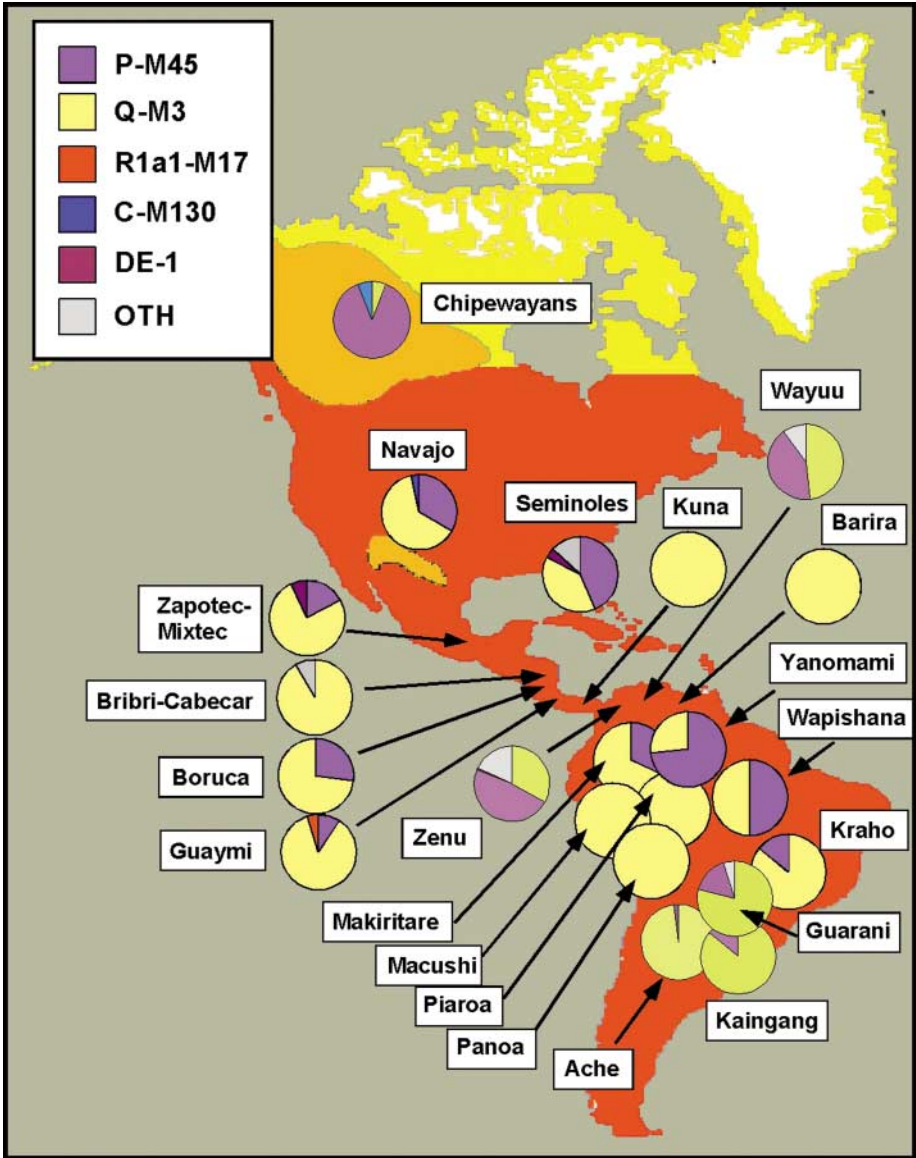 P-M45
Q-M3
R1a1-M17
C-M130
DE-1
OTH
Chipewayans
Wayuu
Navajo
Seminoles
Kuna
Barira
Zapotec-
Mixtec
Yanomami
Bribri-Cabecar
Wapishana
Boruca
Kraho
Guaymi
Zenu
Makiritare
Guarani
Macushi
Piaroa
Kaingang
Panoa
Ache